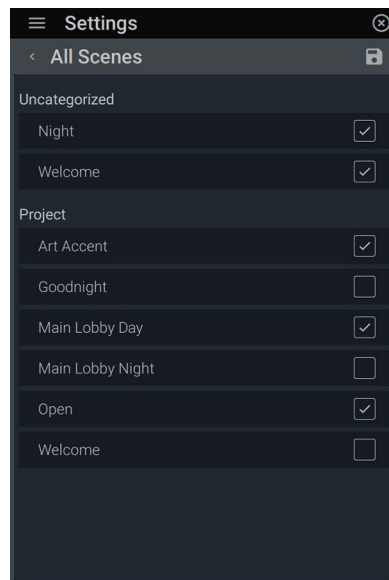 Settings
All Scenes
Uncategorized
Night
Welcome
Project
Art Accent
Goodnight
Main Lobby Day
Main Lobby Night
Open
Welcome